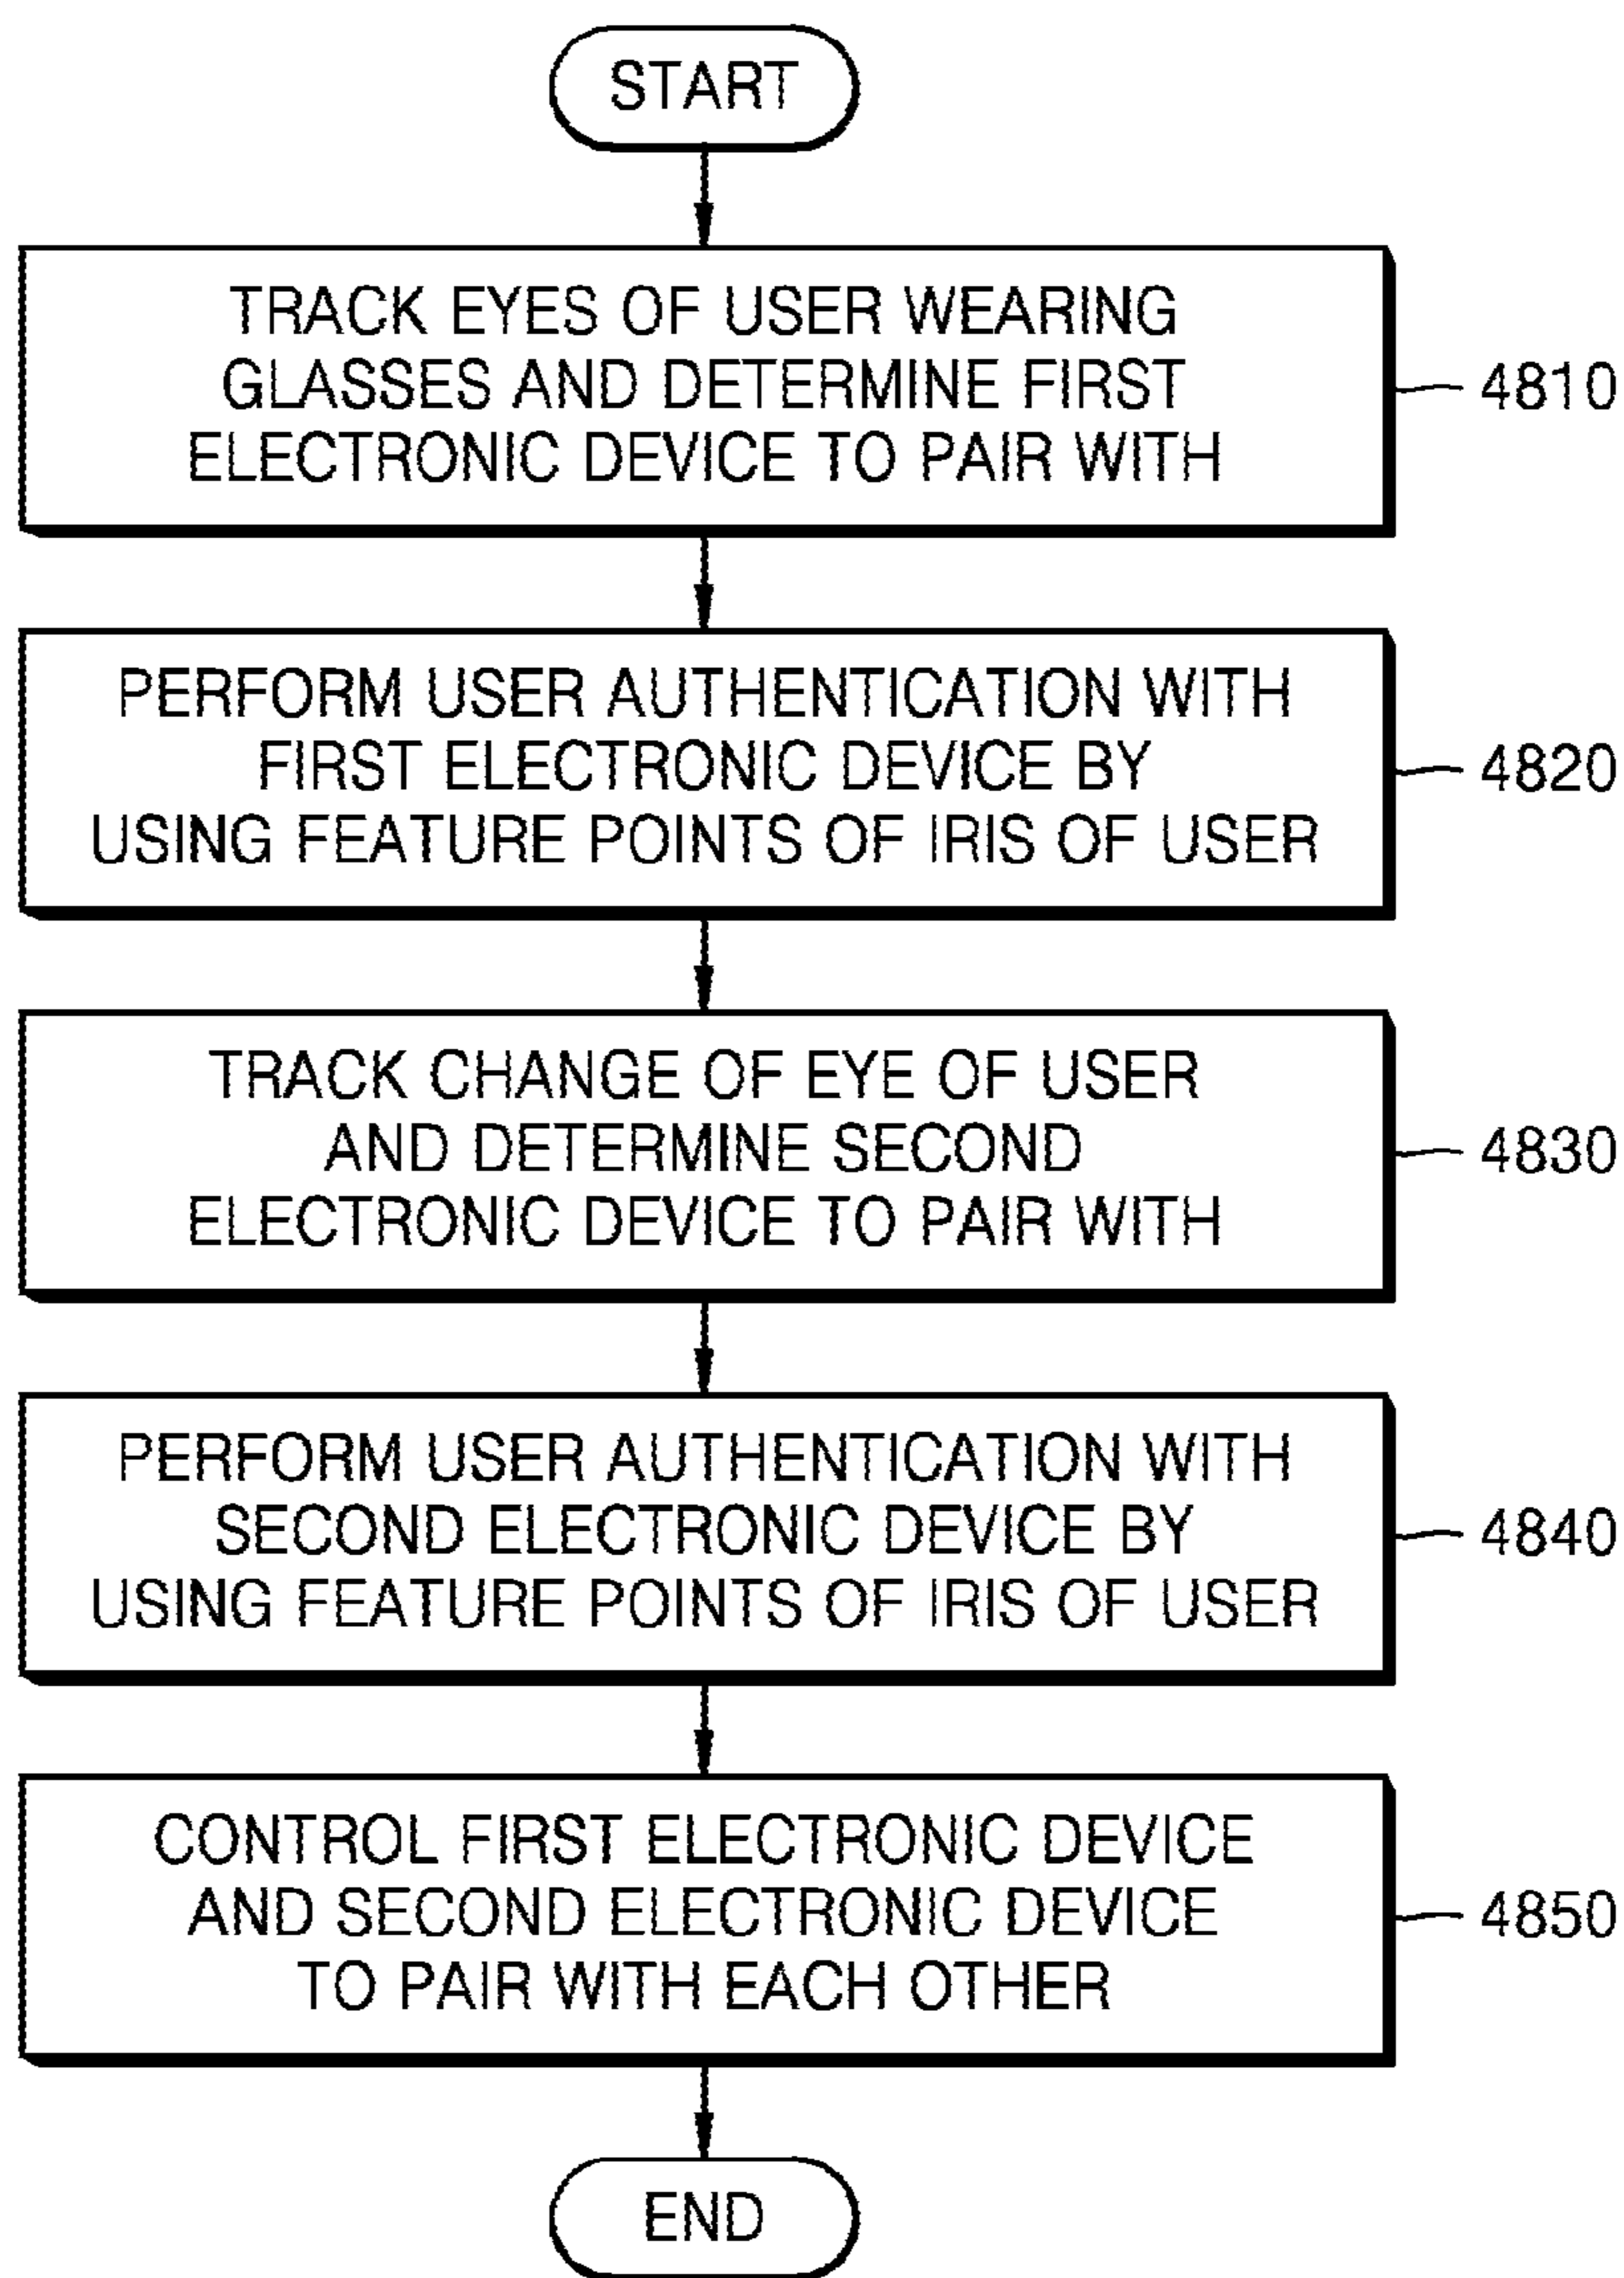 START
TRACK EYES OF USER WEARING
GLASSES AND DETERMINE FIRST
ELECTRONIC DEVICE TO PAIR WITH
4810
PERFORM USER AUTHENTICATION WITH
FIRST ELECTRONIC DEVICE BY
USING FEATURE POINTS OF IRIS OF USER
4820
TRACK CHANGE OF EYE OF USER
AND DETERMINE SECOND
ELECTRONIC DEVICE TO PAIR WITH
4830
PERFORM USER AUTHENTICATION WITH
SECOND ELECTRONIC DEVICE BY
USING FEATURE POINTS OF IRIS OF USER
4840
CONTROL FIRST ELECTRONIC DEVICE
AND SECOND ELECTRONIC DEVICE
TO PAIR WITH EACH OTHER
4850
END